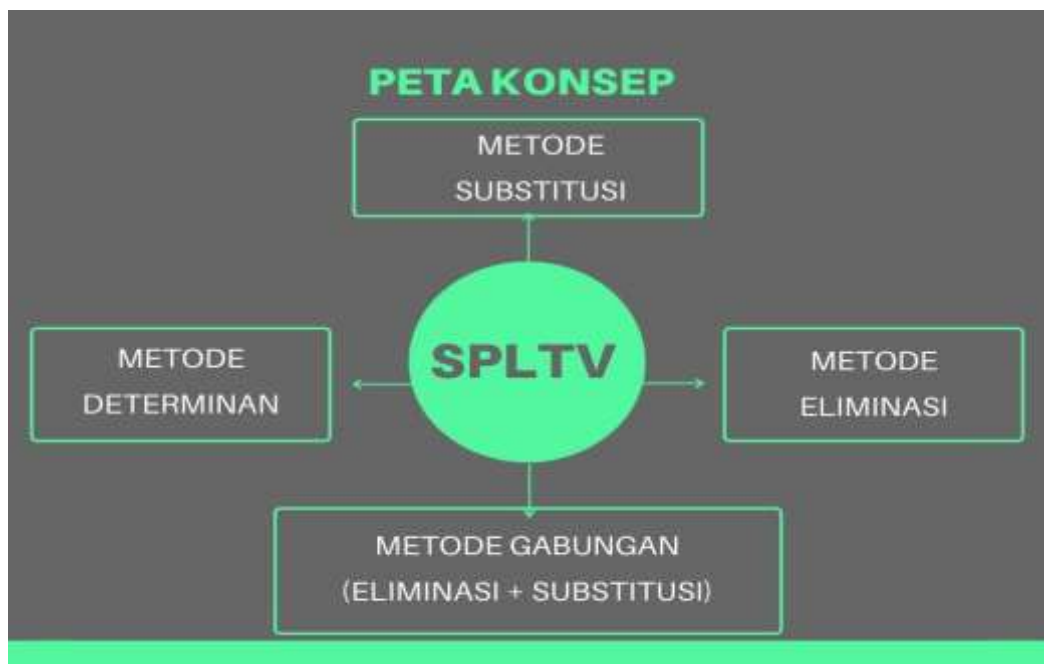 PETA KONSEP
METODE
SUBSTITUSI
METODE
DETERMINAN
SPLTV
METODE
ELIMINASI
METODE GABUNGAN
(ELIMINASI + SUBSTITUSI)